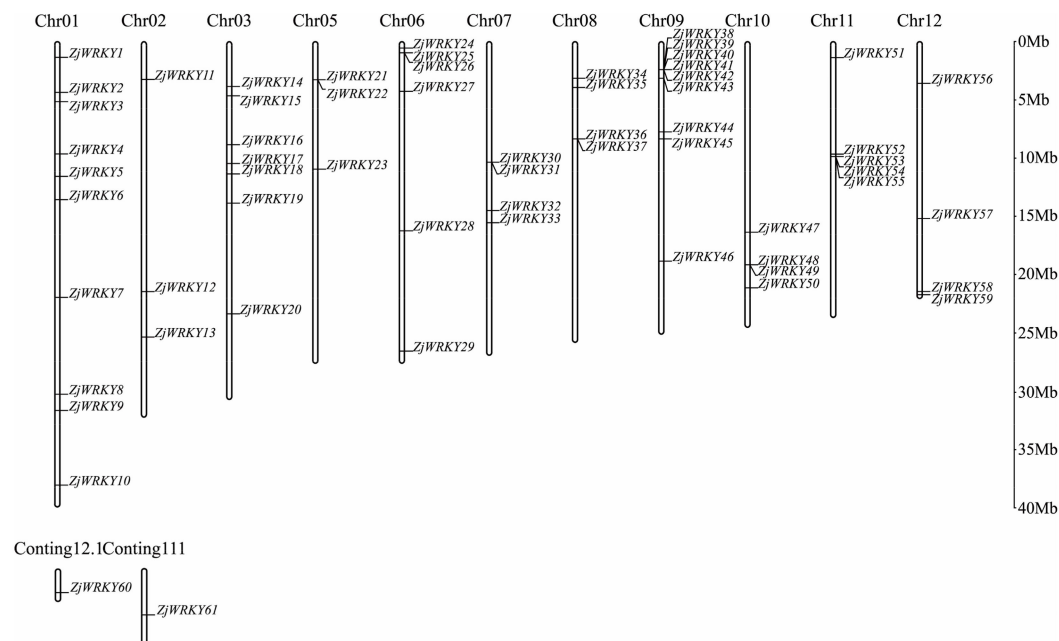 Chr01 Chr02 Chr03 Chr05 Chr06 Chr07 Chr08 Chr09 Chr10 Chr11 Chr12
ZjWRKY1
ZjWRKY2
ZjWRKY3
ZjWRKY4
ZjWRKY5
ZjWRKY6
ZjWRKY7
ZjWRKY8
ZjWRKY9
ZjWRKY10
ZjWRKY11
ZjWRKY12
ZjWRKY13
ZjWRKY14
ZjWRKY15
ZjWRKY16
ZjWRKY17
ZjWRKY18
ZjWRKY19
ZjWRKY20
ZjWRKY21
ZjWRKY22
ZjWRKY23
ZjWRKY24
ZjWRKY25
ZjWRKY26
ZjWRKY27
ZjWRKY28
ZjWRKY29
ZjWRKY30
ZjWRKY31
ZjWRKY32
ZjWRKY33
ZjWRKY34
ZjWRKY35
ZjWRKY36
ZjWRKY37
ZjWRKY38
ZjWRKY39
ZjWRKY40
ZjWRKY41
ZjWRKY42
ZjWRKY43
ZjWRKY44
ZjWRKY45
ZjWRKY46
ZjWRKY47
ZjWRKY48
ZjWRKY49
ZjWRKY50
ZjWRKY51
ZjWRKY52
ZjWRKY53
ZjWRKY54
ZjWRKY55
ZjWRKY56
ZjWRKY57
ZjWRKY58
ZjWRKY59
0Mb
5Mb
10Mb
15Mb
20Mb
25Mb
30Mb
35Mb
40Mb
Conting12.1Conting111
ZjWRKY60
ZjWRKY61